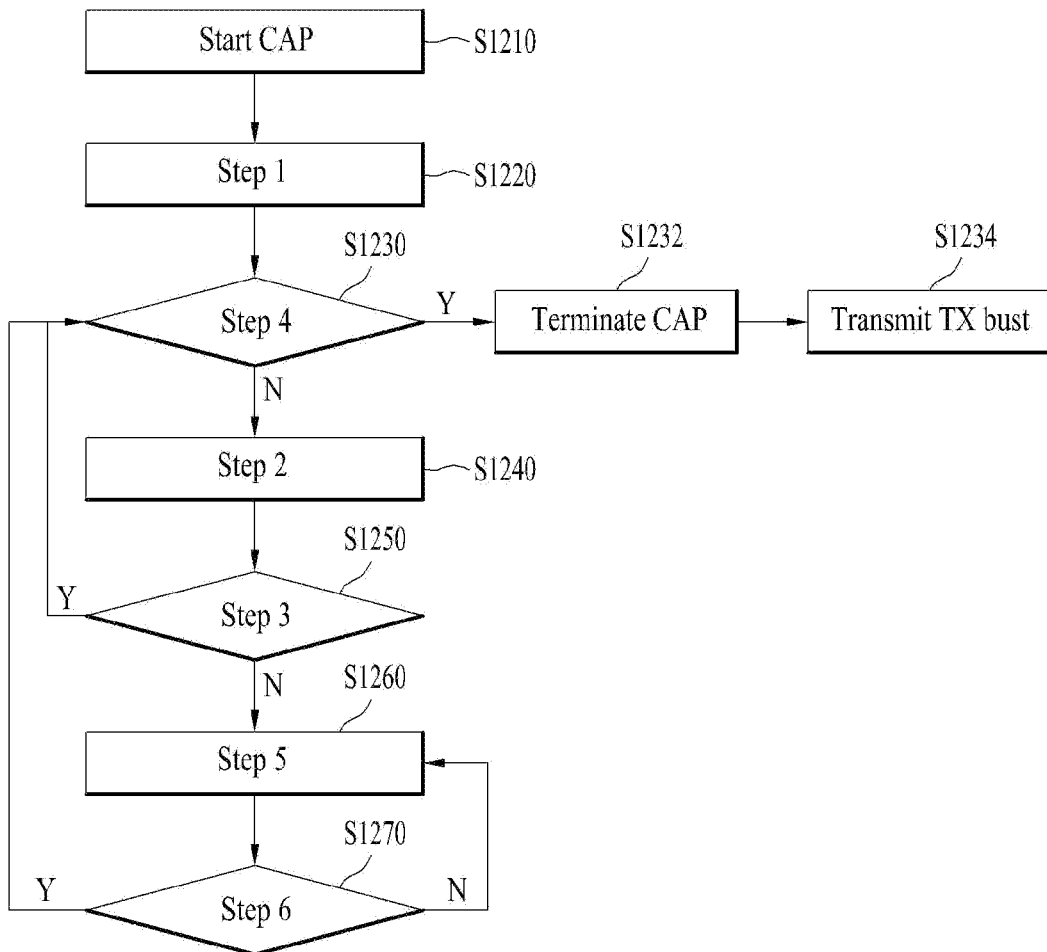 Start CAP
S1210
Step 1
S1220
S1230
Step 4
Y
N
S1232
Terminate CAP
S1234
Transmit TX bust
Step 2
S1240
S1250
Step 3
Y
N
S1260
Step 5
S1270
Step 6
Y
N